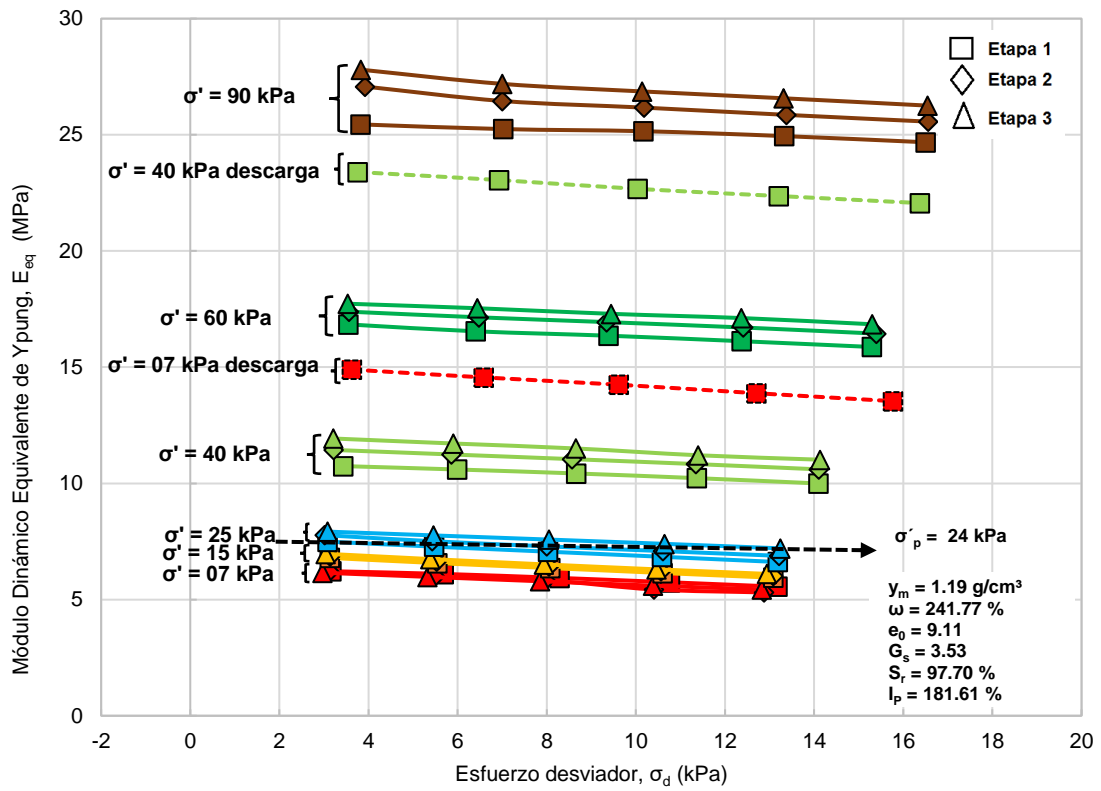 Módulo Dinámico Equivalente de Ypung, Eeq (MPa)
30
25
20
15
10
5
0
-2 0 2 4 6 8 10 12 14 16 18 20
Esfuerzo desviador, σd (kPa)
Etapa 1
Etapa 2
Etapa 3
σ' = 90 kPa
σ' = 40 kPa descarga
σ' = 60 kPa
σ' = 07 kPa descarga
σ' = 40 kPa
σ' = 25 kPa
σ' = 15 kPa
σ' = 07 kPa
σ´p = 24 kPa
ym = 1.19 g/cm³
ω = 241.77 %
e0 = 9.11
Gs = 3.53
Sr = 97.70 %
IP = 181.61 %